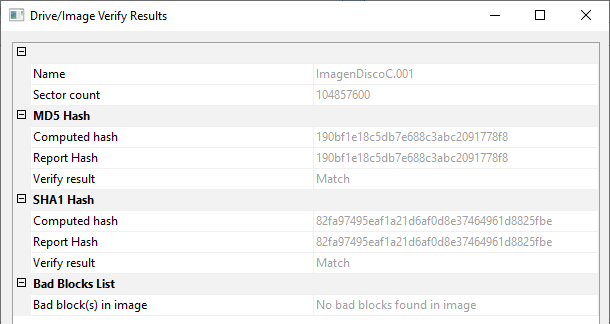 Drive/Image Verify Results
Name ImagenDiscoC.001
Sector count 104857600
MD5 Hash
Computed hash 190bf1e18c5db7e688c3abc2091778f8
Report Hash 190bf1e18c5db7e688c3abc2091778f8
Verify result Match
SHA1 Hash
Computed hash 82fa97495eaf1a21d6af0d8e37464961d8825fbe
Report Hash 82fa97495eaf1a21d6af0d8e37464961d8825fbe
Verify result Match
Bad Blocks List
Bad block(s) in image No bad blocks found in image